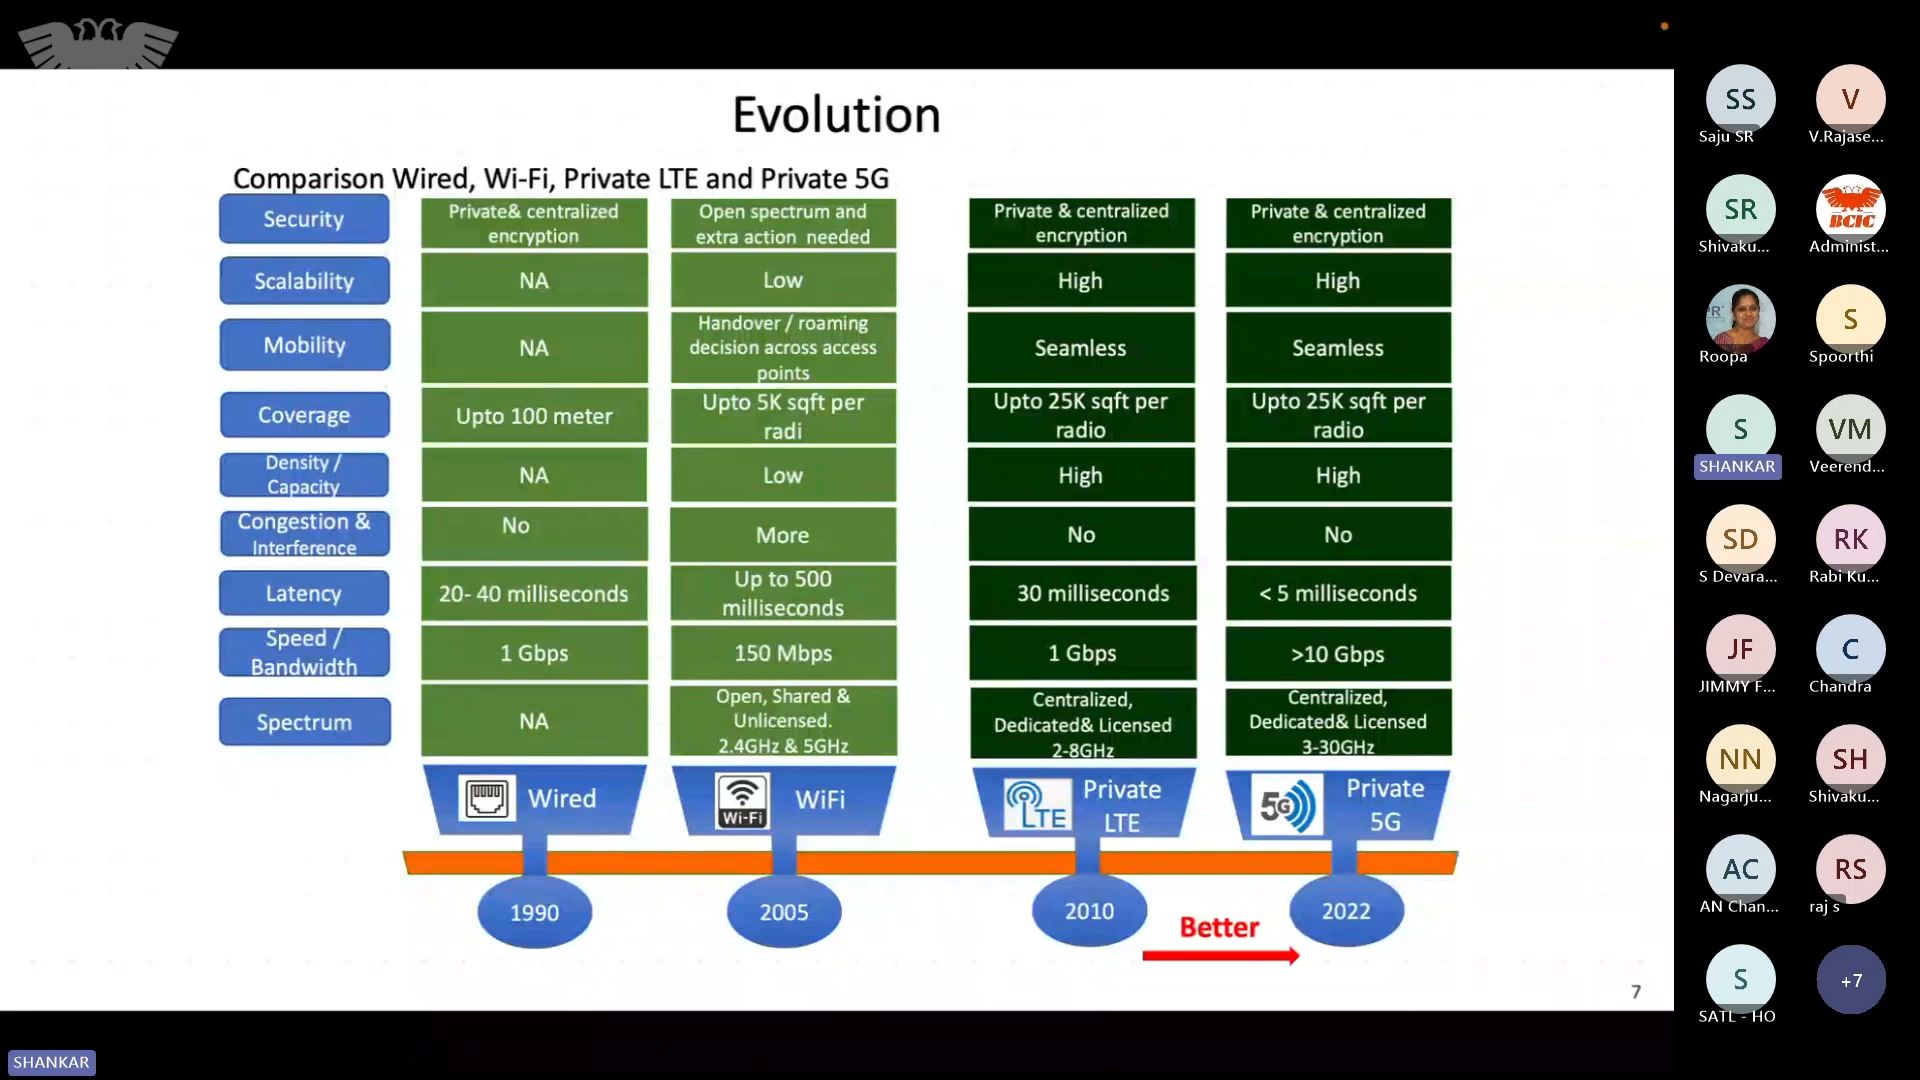 Evolution
Comparison Wired, Wi-Fi, Private LTE and Private 5G
Security
Private& centralized
encryption
Open spectrum and
extra action needed
Private & centralized
encryption
Private & centralized
encryption
Scalability
NA
Low
High
High
Mobility
NA
Handover / roaming
decision across access
points
Seamless
Seamless
Coverage
Upto 100 meter
Upto 5K sqft per
radi
Upto 25K sqft per
radio
Upto 25K sqft per
radio
Density /
Capacity
NA
Low
High
High
Congestion &
Interference
No
More
No
No
Latency
20- 40 milliseconds
Up to 500
milliseconds
30 milliseconds
< 5 milliseconds
Speed /
Bandwidth
1 Gbps
150 Mbps
1 Gbps
>10 Gbps
Spectrum
NA
Open, Shared &
Unlicensed.
2.4GHz & 5GHz
Centralized,
Dedicated& Licensed
2-8GHz
Centralized,
Dedicated& Licensed
3-30GHz
Wired
Wi-Fi
WiFi
LTE
Private
LTE
5G
Private
5G
1990
2005
2010
2022
Better
7
SHANKAR
SS
Saju SR
V
V.Rajase...
SR
Shivaku...
BCIC
Administ...
PR
Roopa
S
Spoorthi
S
SHANKAR
VM
Veerend...
SD
S Devara...
RK
Rabi Ku...
JF
JIMMY F...
C
Chandra
NN
Nagarju...
SH
Shivaku...
AC
AN Chan...
RS
raj s
S
SATL - HO
+7